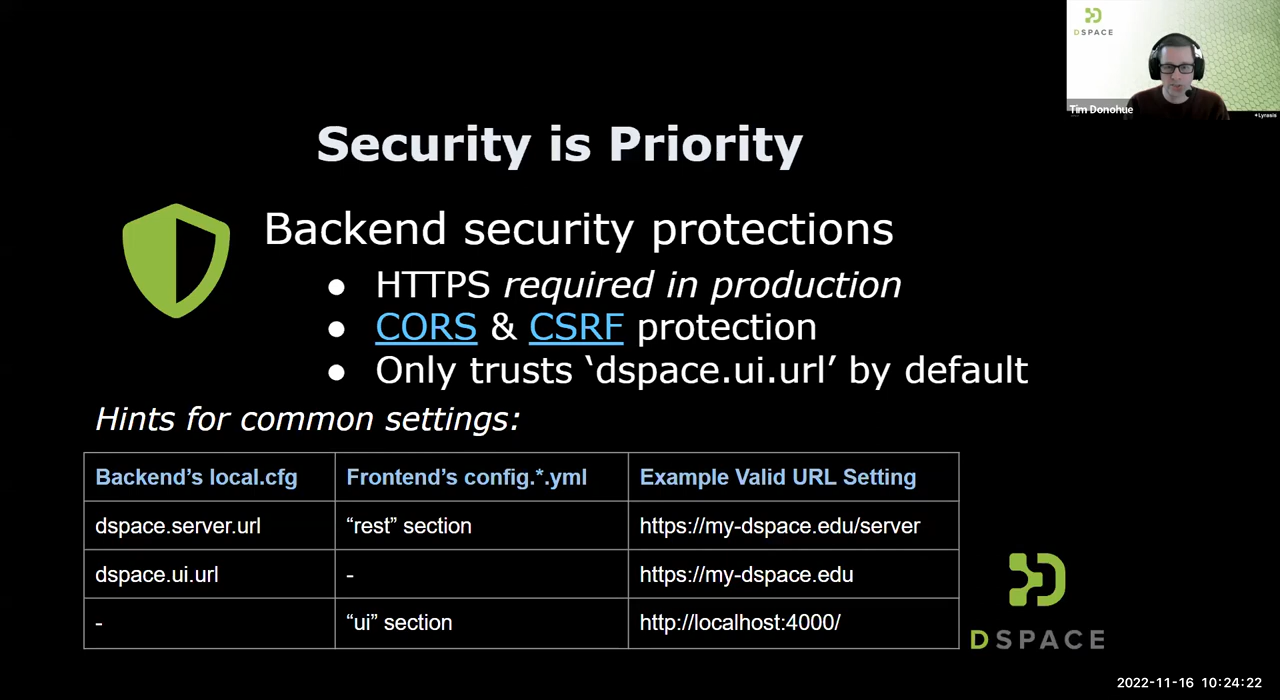 DSPACE
Tim Donohue
Lyrasis
Security is Priority
Backend security protections
● HTTPS required in production
● CORS & CSRF protection
● Only trusts ‘dspace.ui.url’ by default
Hints for common settings:
Backend’s local.cfg Frontend’s config.*.yml Example Valid URL Setting
dspace.server.url “rest” section https://my-dspace.edu/server
dspace.ui.url - https://my-dspace.edu
- “ui” section http://localhost:4000/
DSPACE
2022-11-16 10:24:22